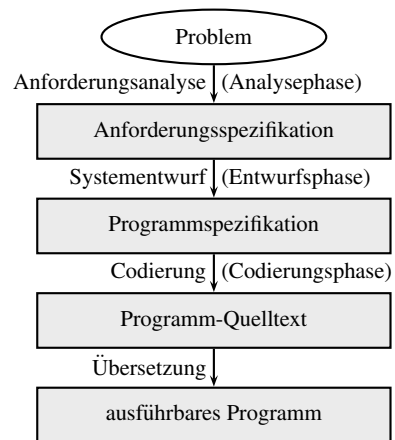 Problem
Anforderungsanalyse (Analysephase)
Anforderungsspezifikation
Systementwurf (Entwurfsphase)
Programmspezifikation
Codierung (Codierungsphase)
Programm-Quelltext
Übersetzung
ausführbares Programm